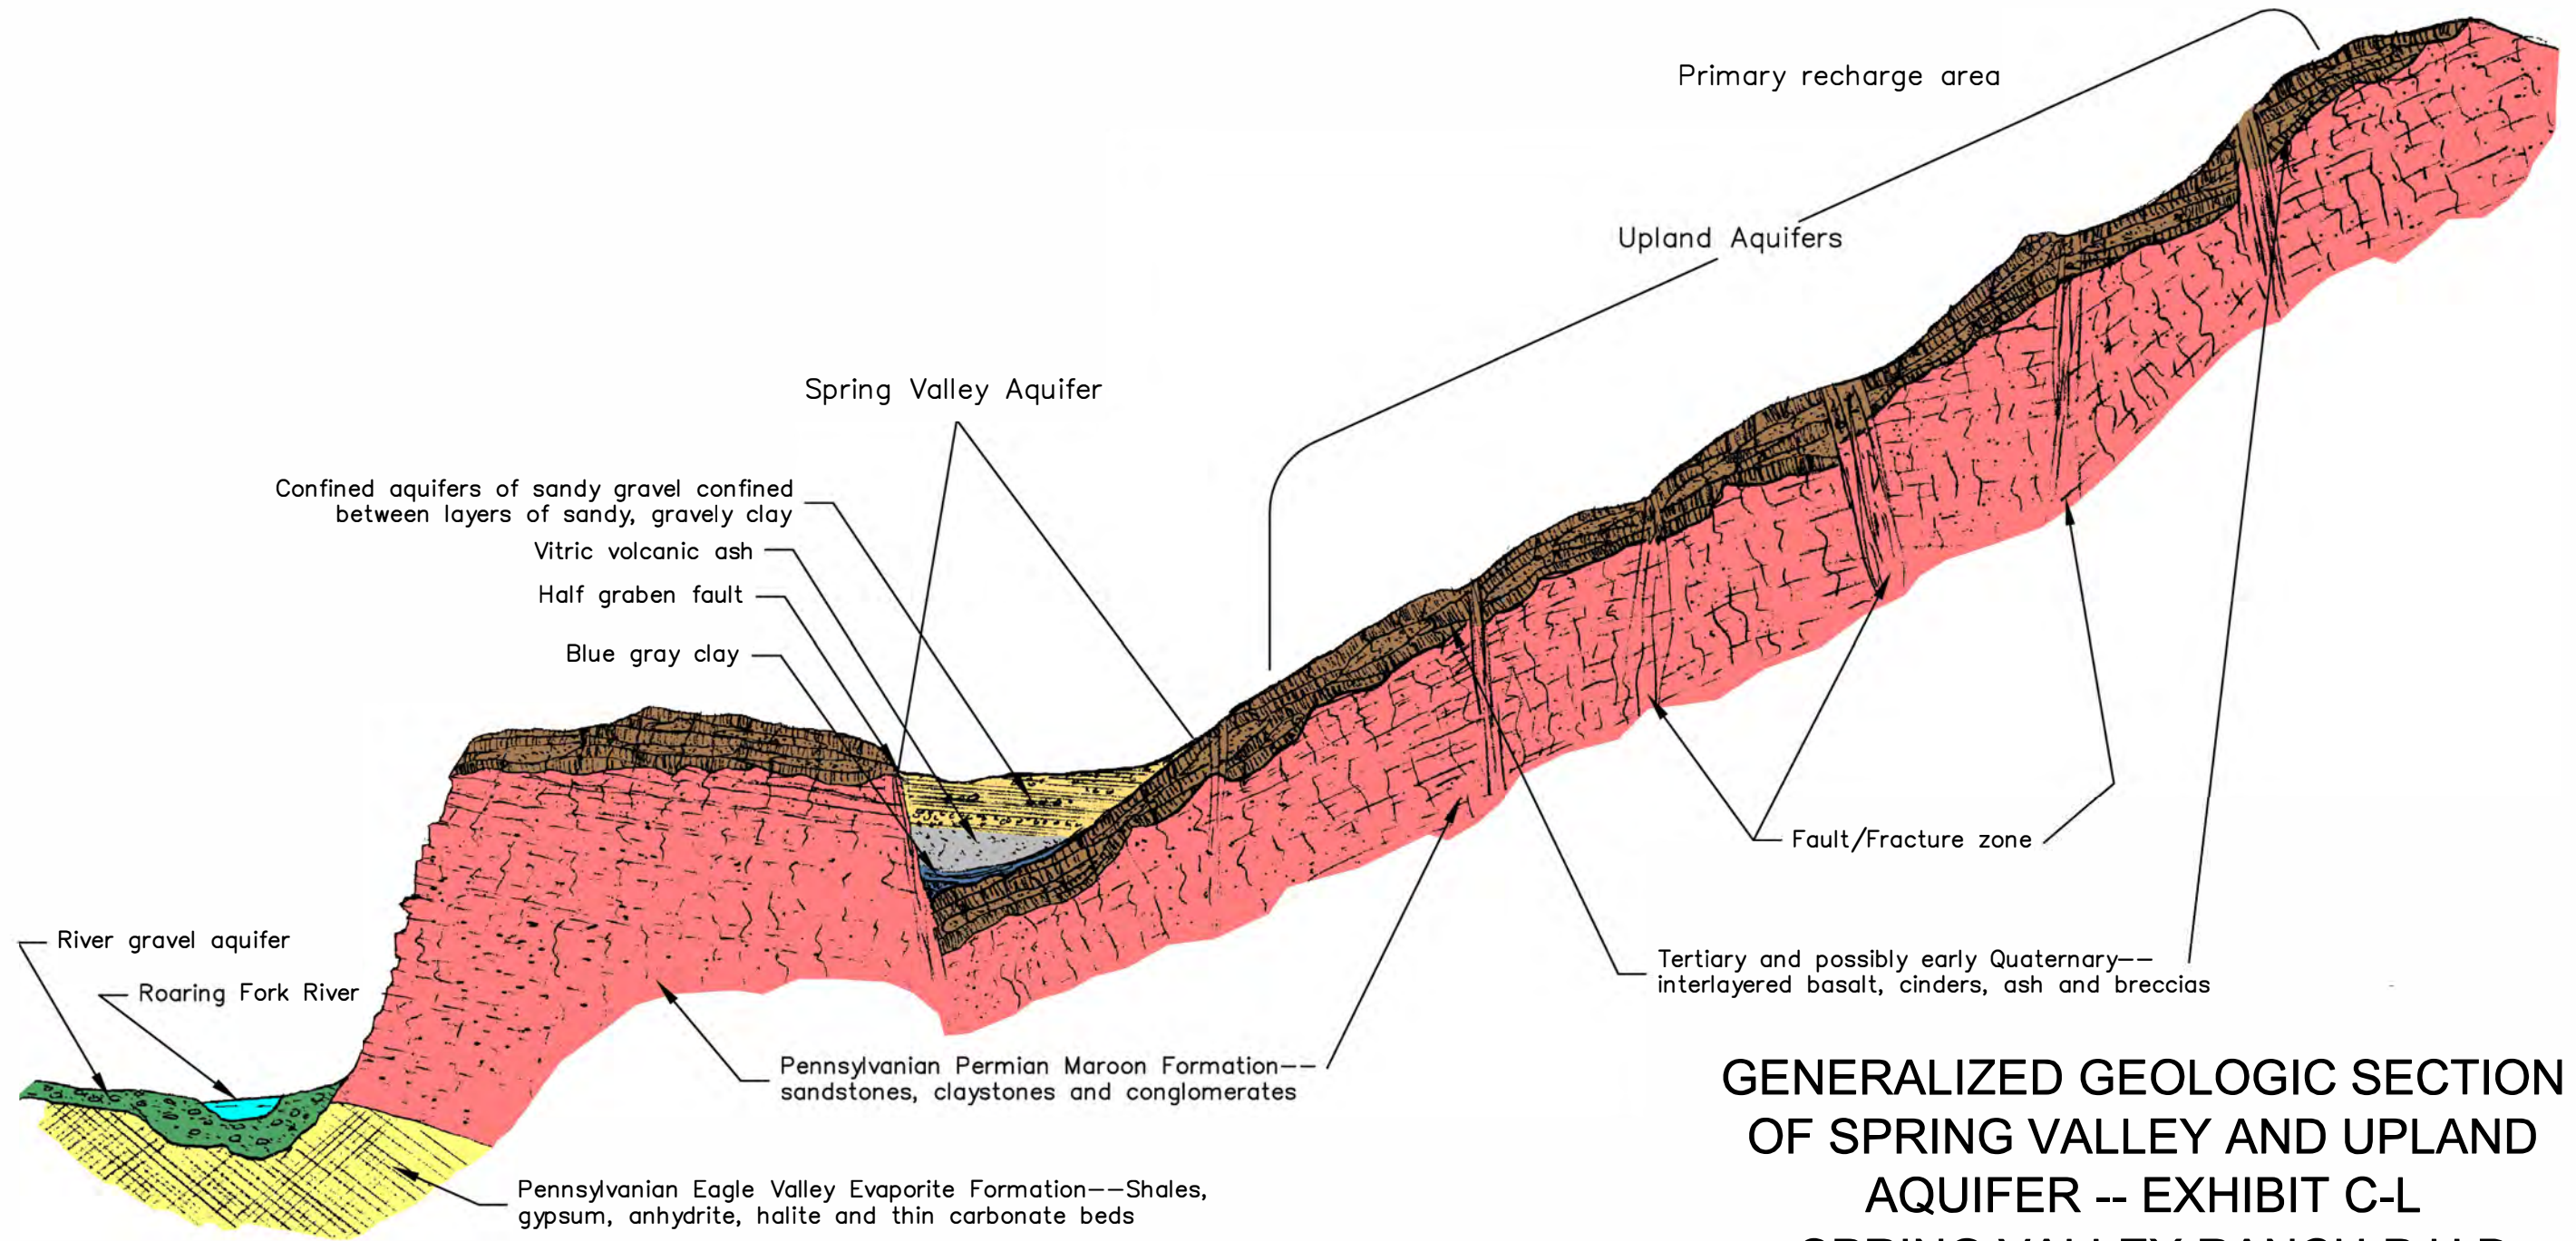 Primary recharge area
Upland Aquifers
Spring Valley Aquifer
Confined aquifers of sandy gravel confined
between layers of sandy, gravely clay
Vitric volcanic ash
Half graben fault
Blue gray clay
Fault/Fracture zone
River gravel aquifer
Roaring Fork River
Tertiary and possibly early Quaternary--
interlayered basalt, cinders, ash and breccias
Pennsylvanian Permian Maroon Formation--
sandstones, claystones and conglomerates
Pennsylvanian Eagle Valley Evaporite Formation--Shales,
gypsum, anhydrite, halite and thin carbonate beds
GENERALIZED GEOLOGIC SECTION
OF SPRING VALLEY AND UPLAND
AQUIFER -- EXHIBIT C-L
SPRING VALLEY RANCH P.U.D.